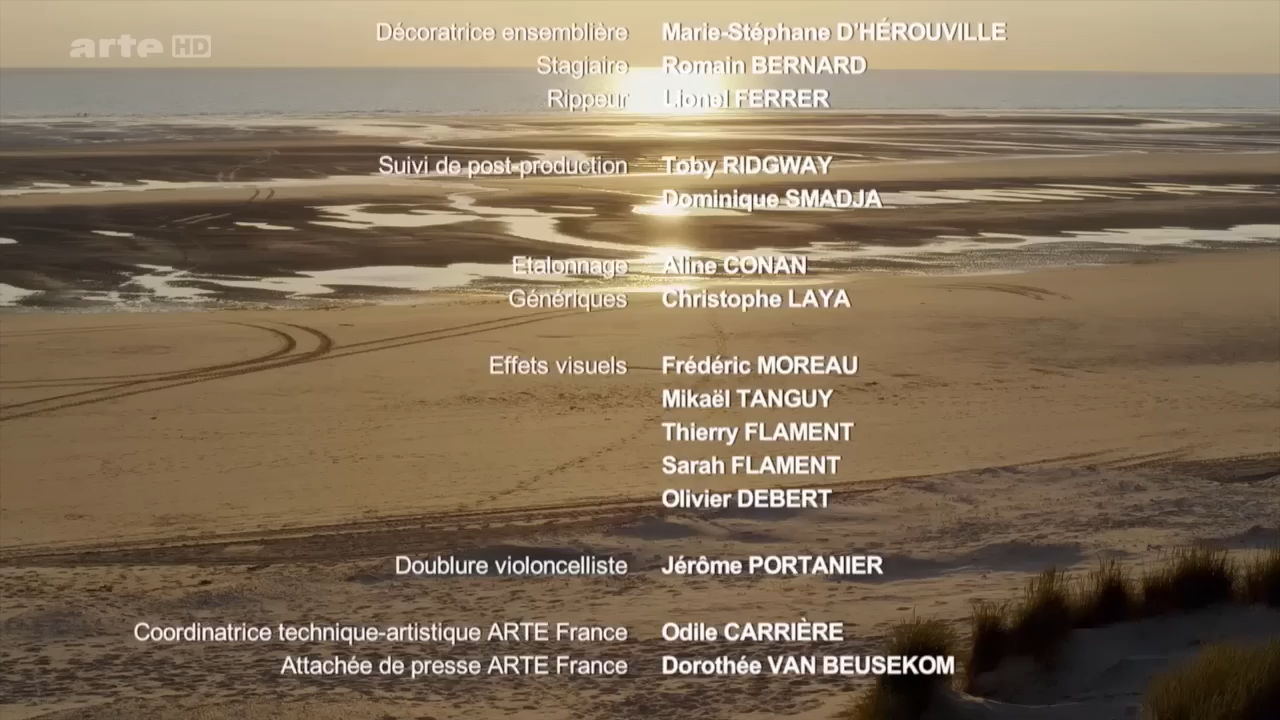 arte HD
Décoratrice ensemblière Marie-Stéphane D'HÉROUVILLE
Stagiaire Romain BERNARD
Rippeur Lionel FERRER
Suivi de post-production Toby RIDGWAY
Dominique SMADJA
Etalonnage Aline CONAN
Génériques Christophe LAYA
Effets visuels Frédéric MOREAU
Mikaël TANGUY
Thierry FLAMENT
Sarah FLAMENT
Olivier DEBERT
Doublure violoncelliste Jérôme PORTANIER
Coordinatrice technique-artistique ARTE France Odile CARRIÈRE
Attachée de presse ARTE France Dorothée VAN BEUSEKOM